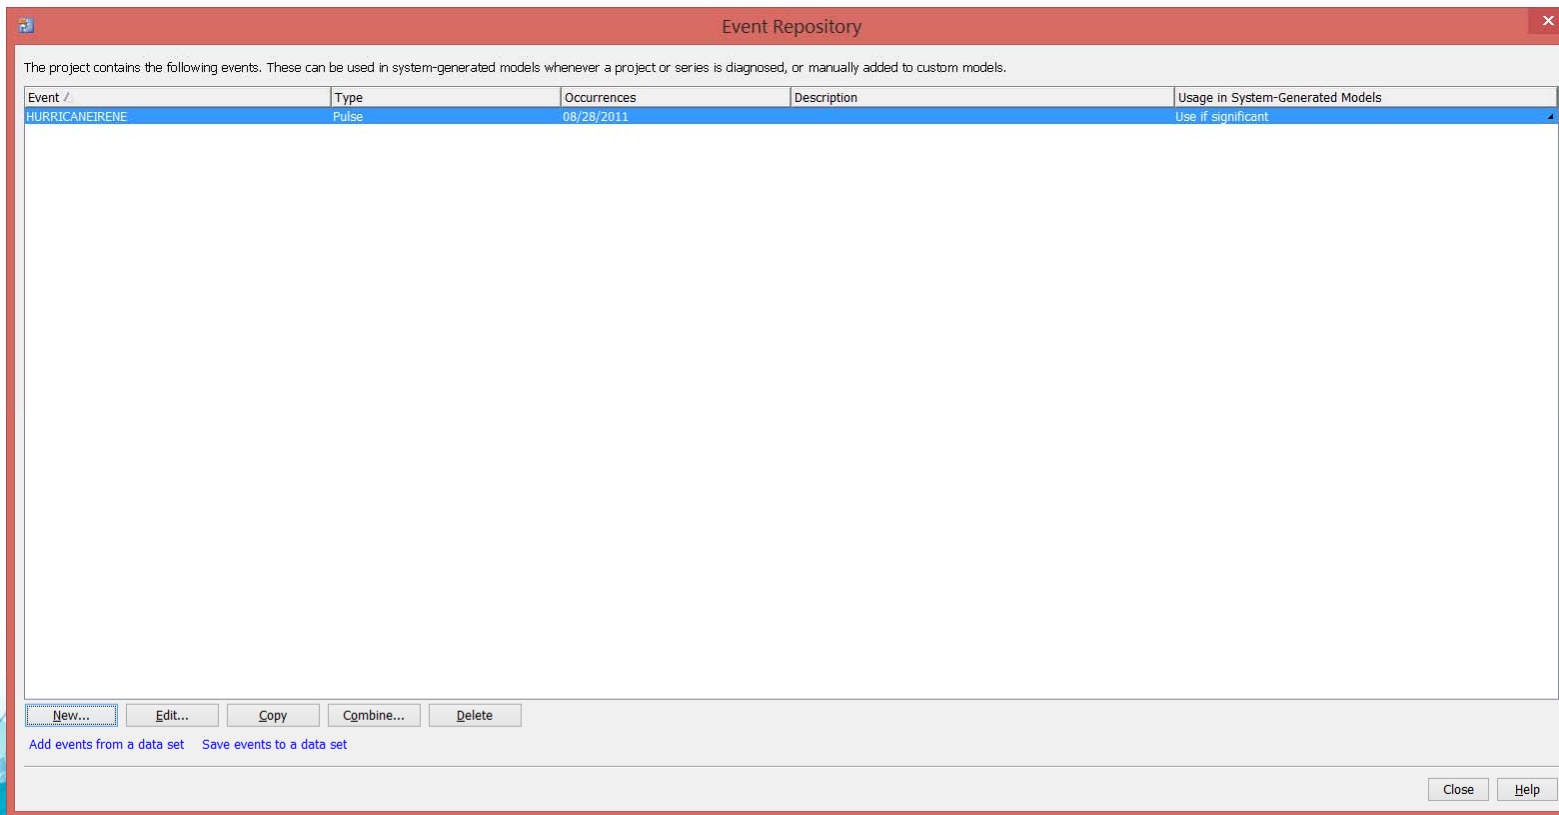 Event Repository
The project contains the following events. These can be used in system-generated models whenever a project or series is diagnosed, or manually added to custom models.
Event Type Occurrences Description Usage in System-Generated Models
HURRICANEIRENE Pulse 08/28/2011 Use if significant
New... Edit... Copy Combine... Delete
Add events from a data set Save events to a data set
Close Help